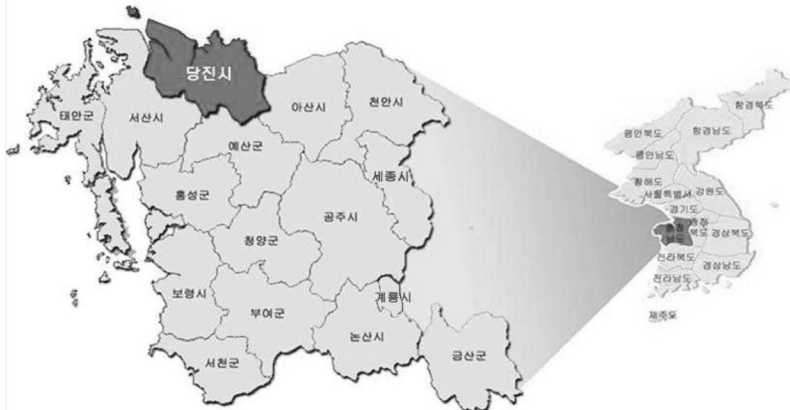 당진시
태안군
서산시
아산시
천안시
예산군
세종시
홍성군
공주시
청양군
보령시
계룡시
부여군
논산시
서천군
금산군
함경북도
평안북도
함경남도
평안남도
황해도
강원도
서울특별시
경기도
충청
북도
경상북도
전라북도
경상남도
전라남도
제주도